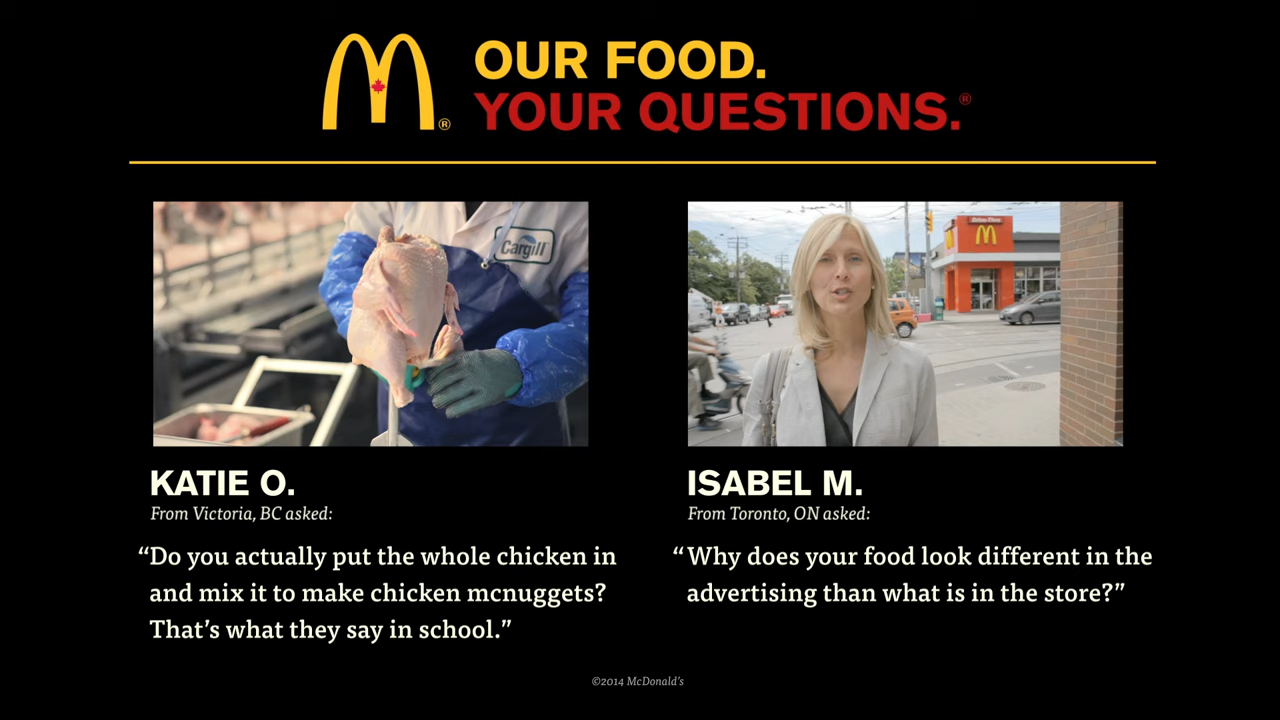 M®
OUR FOOD.
YOUR QUESTIONS.®
Cargill
Drive-Thru
M
KATIE O.
From Victoria, BC asked:
“Do you actually put the whole chicken in
and mix it to make chicken mcnuggets?
That’s what they say in school.”
ISABEL M.
From Toronto, ON asked:
“Why does your food look different in the
advertising than what is in the store?”
©2014 McDonald's